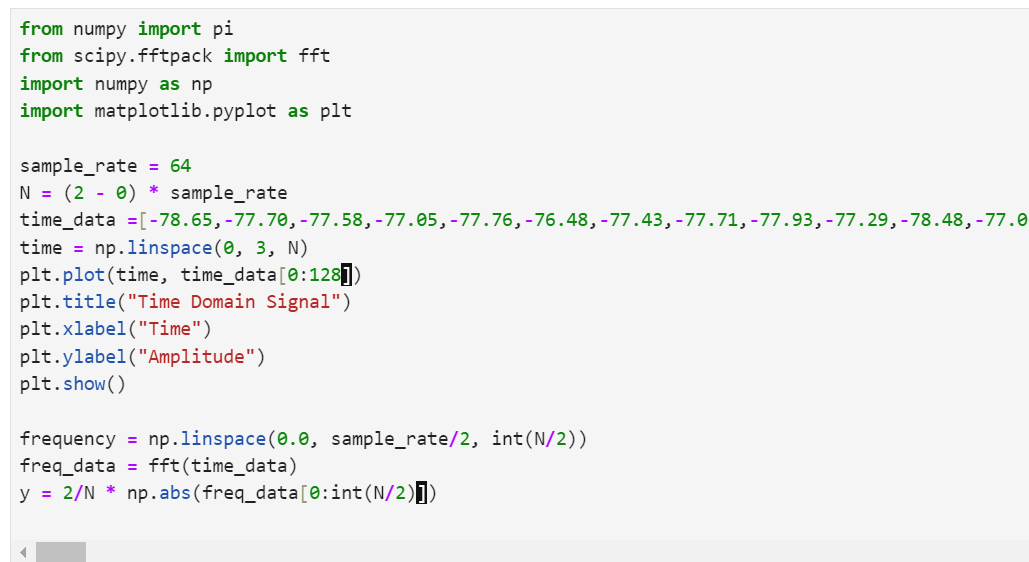 from numpy import pi
from scipy.fftpack import fft
import numpy as np
import matplotlib.pyplot as plt
sample_rate = 64
N = (2 - 0) * sample_rate
time_data =[-78.65,-77.70,-77.58,-77.05,-77.76,-76.48,-77.43,-77.71,-77.93,-77.29,-78.48,-77.0
time = np.linspace(0, 3, N)
plt.plot(time, time_data[0:128])
plt.title("Time Domain Signal")
plt.xlabel("Time")
plt.ylabel("Amplitude")
plt.show()
frequency = np.linspace(0.0, sample_rate/2, int(N/2))
freq_data = fft(time_data)
y = 2/N * np.abs(freq_data[0:int(N/2)])